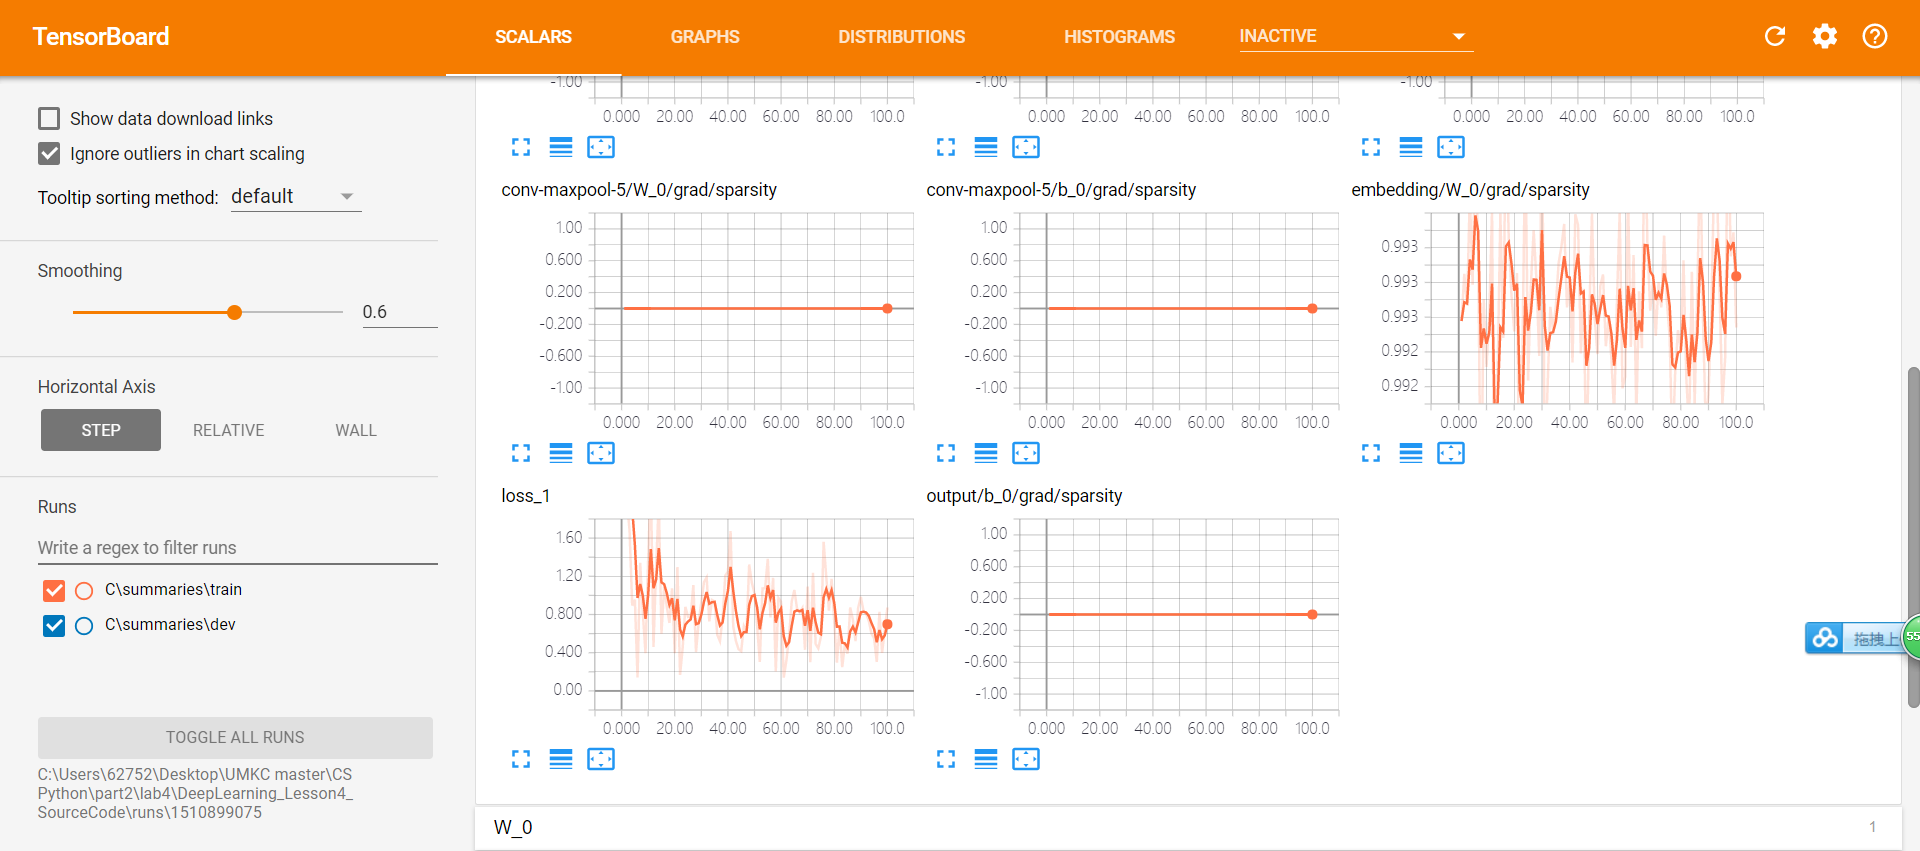 TensorBoard
SCALARS
GRAPHS
DISTRIBUTIONS
HISTOGRAMS
INACTIVE
Show data download links
Ignore outliers in chart scaling
Tooltip sorting method: default
Smoothing
0.6
Horizontal Axis
STEP
RELATIVE
WALL
Runs
Write a regex to filter runs
C\summaries\train
C\summaries\dev
TOGGLE ALL RUNS
C:\Users\62752\Desktop\UMKC master\CS
Python\part2\lab4\DeepLearning_Lesson4_
SourceCode\runs\1510899075
-1.00
0.000 20.00 40.00 60.00 80.00 100.0
-1.00
0.000 20.00 40.00 60.00 80.00 100.0
-1.00
0.000 20.00 40.00 60.00 80.00 100.0
conv-maxpool-5/W_0/grad/sparsity
1.00
0.600
0.200
-0.200
-0.600
-1.00
0.000 20.00 40.00 60.00 80.00 100.0
conv-maxpool-5/b_0/grad/sparsity
1.00
0.600
0.200
-0.200
-0.600
-1.00
0.000 20.00 40.00 60.00 80.00 100.0
embedding/W_0/grad/sparsity
0.993
0.993
0.993
0.992
0.992
0.000 20.00 40.00 60.00 80.00 100.0
loss_1
1.60
1.20
0.800
0.400
0.00
0.000 20.00 40.00 60.00 80.00 100.0
output/b_0/grad/sparsity
1.00
0.600
0.200
-0.200
-0.600
-1.00
0.000 20.00 40.00 60.00 80.00 100.0
拖拽上
55
W_0
1